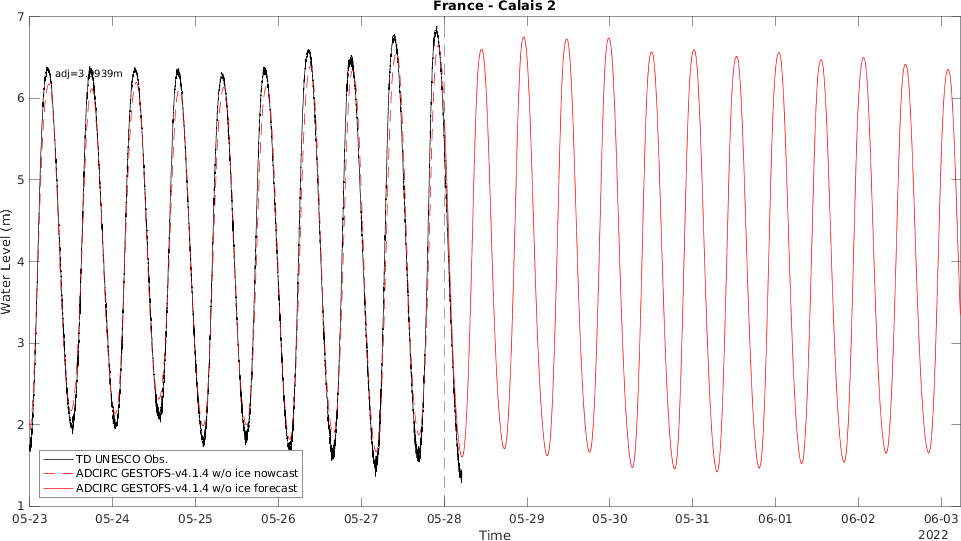 France - Calais 2
7
6
5
4
3
2
1
Water Level (m)
TD UNESCO Obs.
ADCIRC GESTOFS-v4.1.4 w/o ice nowcast
ADCIRC GESTOFS-v4.1.4 w/o ice forecast
05-23 05-24 05-25 05-26 05-27 05-28 05-29 05-30 05-31 06-01 06-02 06-03
Time
2022